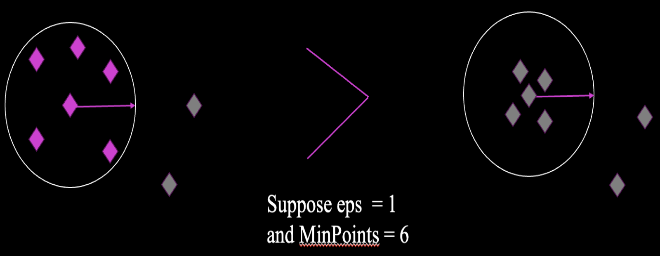 Suppose eps = 1
and MinPoints = 6